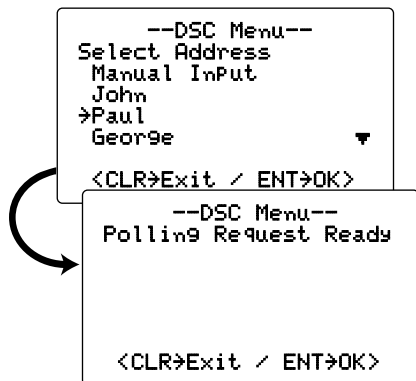 --DSC Menu--
Select Address
Manual Input
John
→Paul
George ▼
<CLR→Exit / ENT→OK>
--DSC Menu--
Polling Request Ready
<CLR→Exit / ENT→OK>